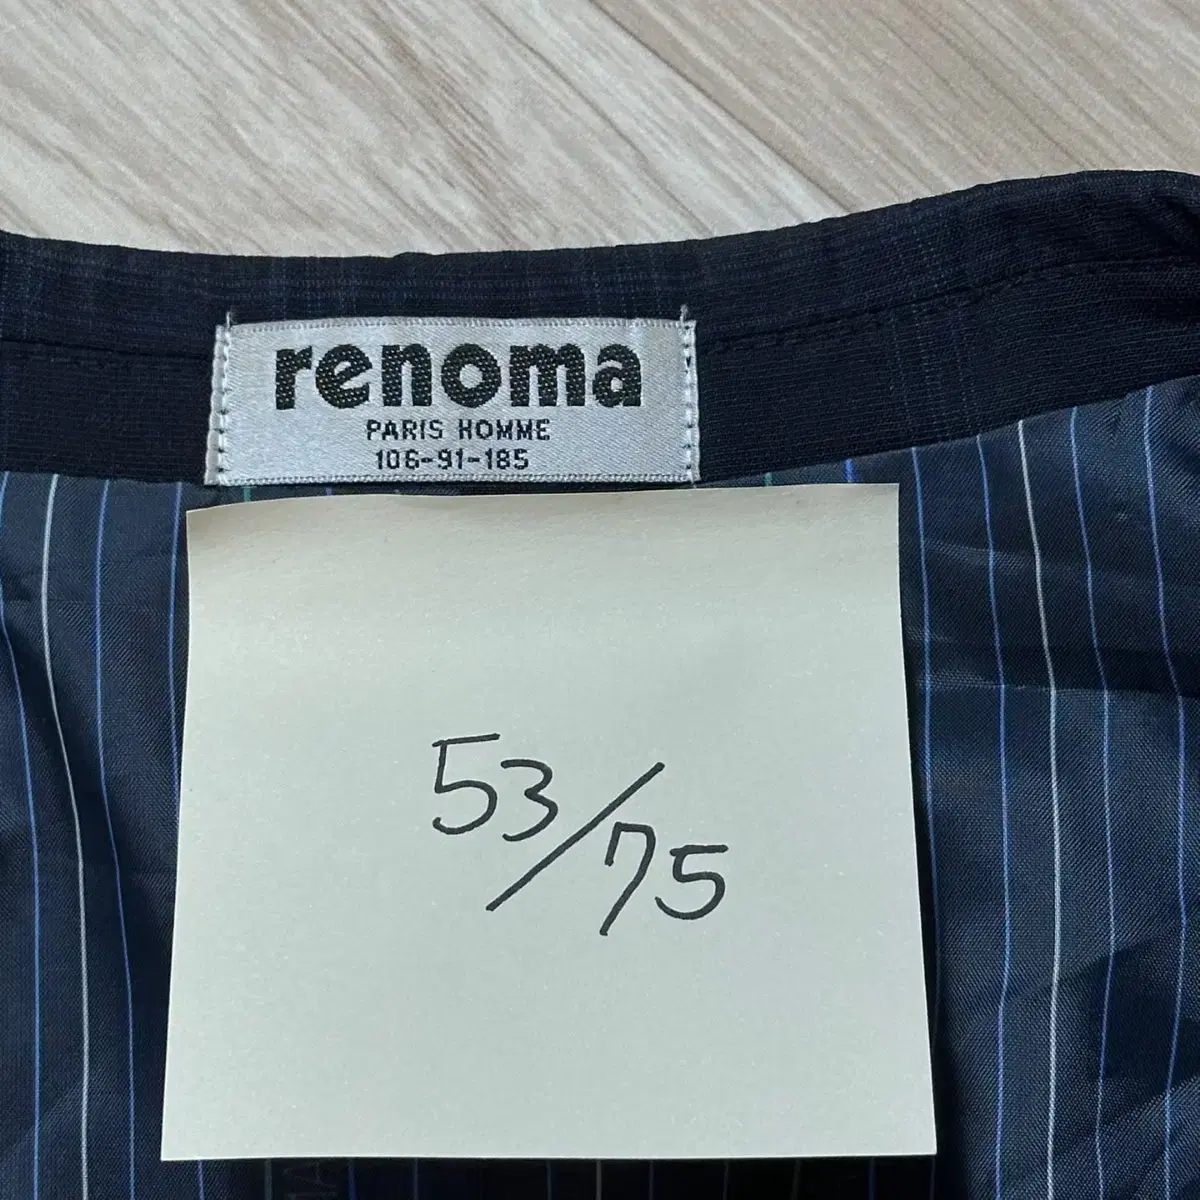 renoma
PARIS HOMME
106-91-185
53/75